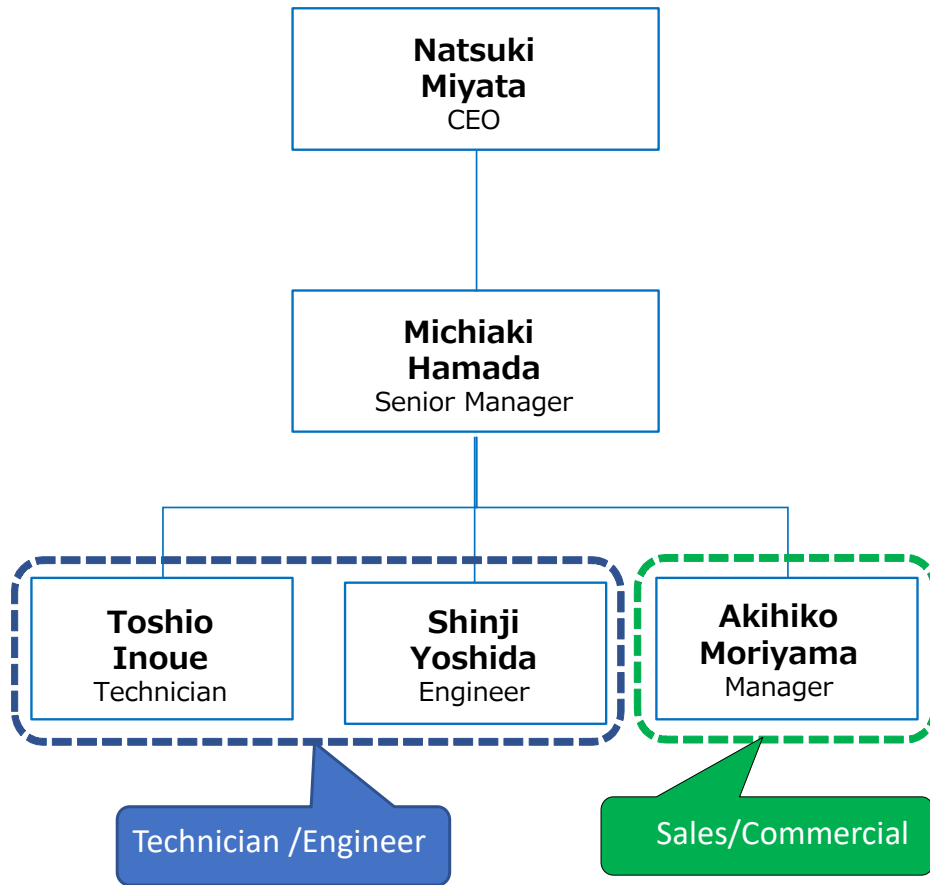 Natsuki
Miyata
CEO
Michiaki
Hamada
Senior Manager
Toshio
Inoue
Technician
Shinji
Yoshida
Engineer
Akihiko
Moriyama
Manager
Technician /Engineer
Sales/Commercial